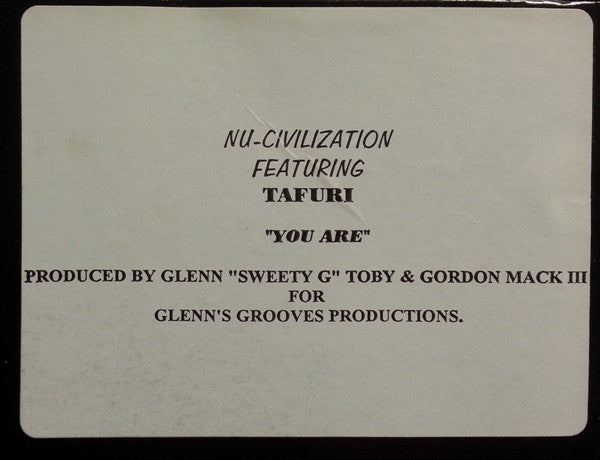 NU-CIVILIZATION
FEATURING
TAFURI
"YOU ARE"
PRODUCED BY GLENN "SWEETY G" TOBY & GORDON MACK III
FOR
GLENN'S GROOVES PRODUCTIONS.